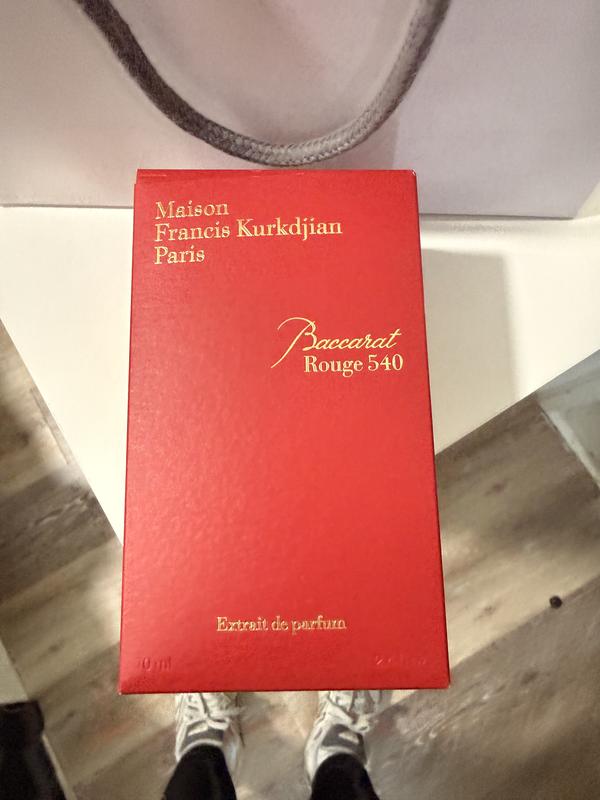 Maison
Francis Kurkdjian
Paris
Baccarat
Rouge 540
Extrait de parfum